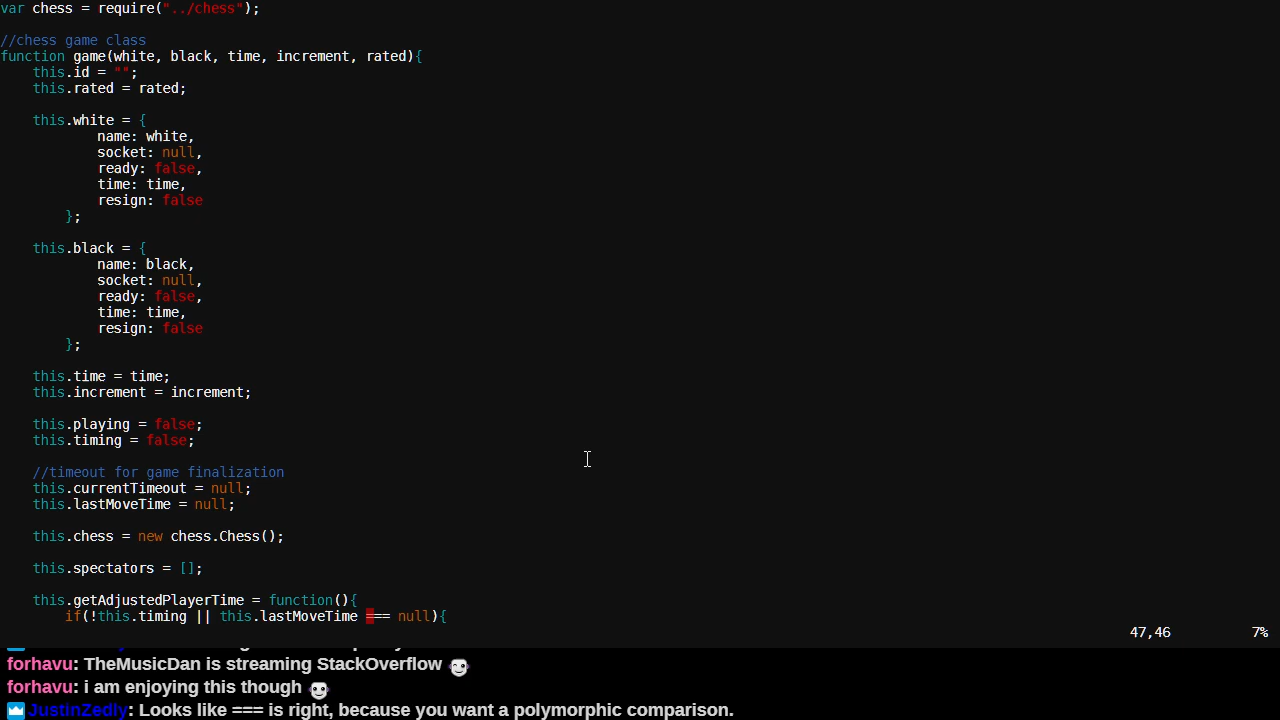 var chess = require("../chess");
//chess game class
function game(white, black, time, increment, rated){
this.id = "";
this.rated = rated;
this.white = {
name: white,
socket: null,
ready: false,
time: time,
resign: false
};
this.black = {
name: black,
socket: null,
ready: false,
time: time,
resign: false
};
this.time = time;
this.increment = increment;
this.playing = false;
this.timing = false;
//timeout for game finalization
this.currentTimeout = null;
this.lastMoveTime = null;
this.chess = new chess.Chess();
this.spectators = [];
this.getAdjustedPlayerTime = function(){
if(!this.timing || this.lastMoveTime === null){
47,46 7%
forhavu: TheMusicDan is streaming StackOverflow
forhavu: i am enjoying this though
JustinZedly: Looks like === is right, because you want a polymorphic comparison.